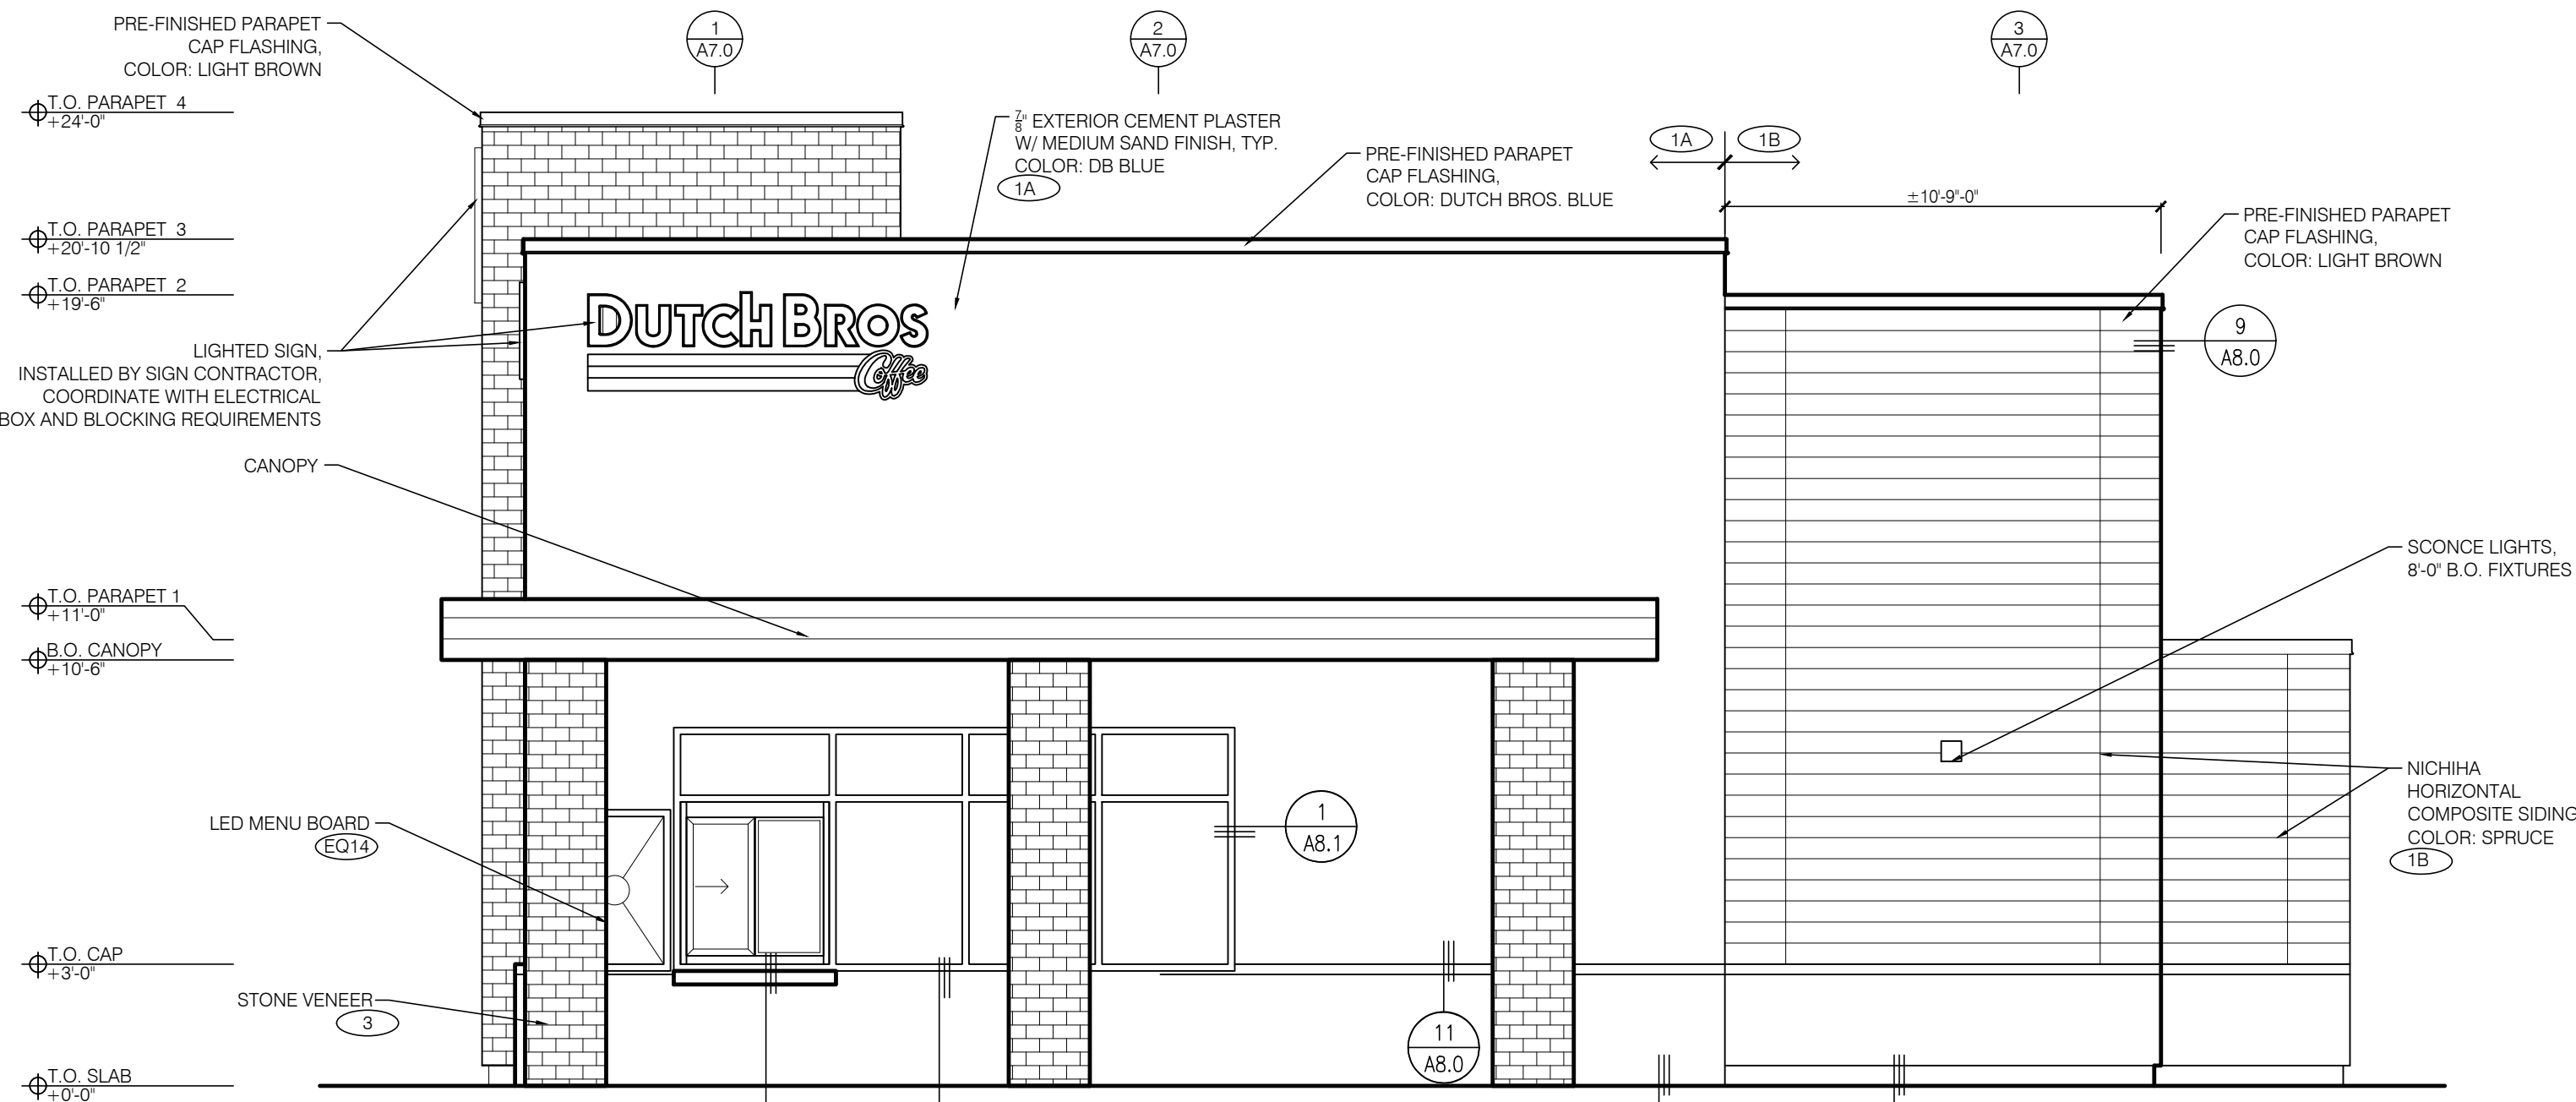 PRE-FINISHED PARAPET
CAP FLASHING,
COLOR: LIGHT BROWN
1
A7.0
2
A7.0
3
A7.0
T.O. PARAPET 4
+24'-0"
7/8" EXTERIOR CEMENT PLASTER
W/ MEDIUM SAND FINISH, TYP.
COLOR: DB BLUE
1A
PRE-FINISHED PARAPET
CAP FLASHING,
COLOR: DUTCH BROS. BLUE
1A
1B
±10'-9"-0"
PRE-FINISHED PARAPET
CAP FLASHING,
COLOR: LIGHT BROWN
T.O. PARAPET 3
+20'-10 1/2"
T.O. PARAPET 2
+19'-6"
DUTCH BROS
Coffee
9
A8.0
LIGHTED SIGN,
INSTALLED BY SIGN CONTRACTOR,
COORDINATE WITH ELECTRICAL
BOX AND BLOCKING REQUIREMENTS
CANOPY
SCONCE LIGHTS,
8'-0" B.O. FIXTURES
T.O. PARAPET 1
+11'-0"
B.O. CANOPY
+10'-6"
NICHIHA
HORIZONTAL
COMPOSITE SIDING
COLOR: SPRUCE
1B
LED MENU BOARD
EQ14
1
A8.1
T.O. CAP
+3'-0"
STONE VENEER
3
11
A8.0
T.O. SLAB
+0'-0"